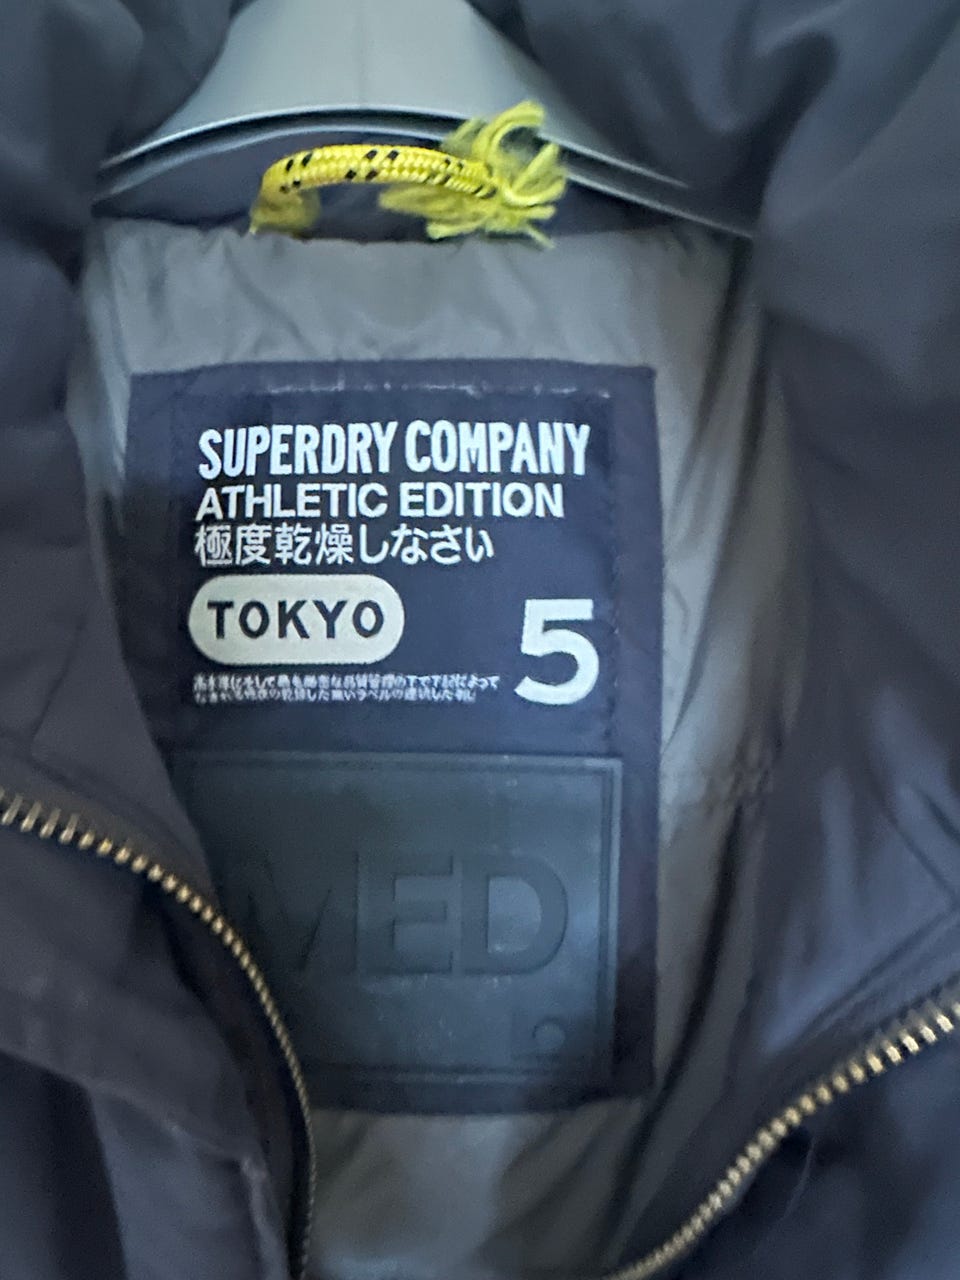 SUPERDRY COMPANY
ATHLETIC EDITION
極度乾燥しなさい
TOKYO
5
MED.